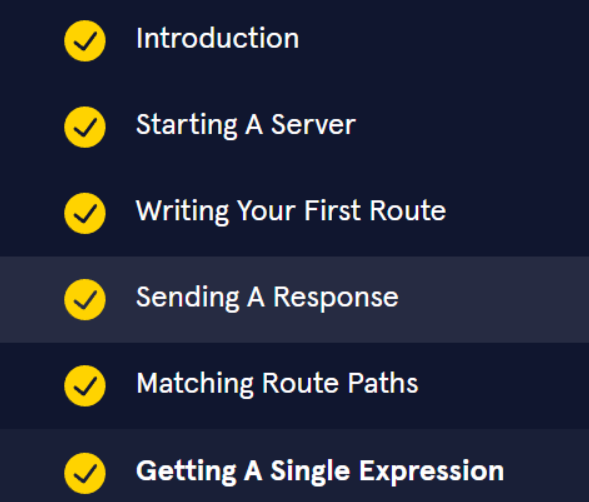 Introduction
Starting A Server
Writing Your First Route
Sending A Response
Matching Route Paths
Getting A Single Expression